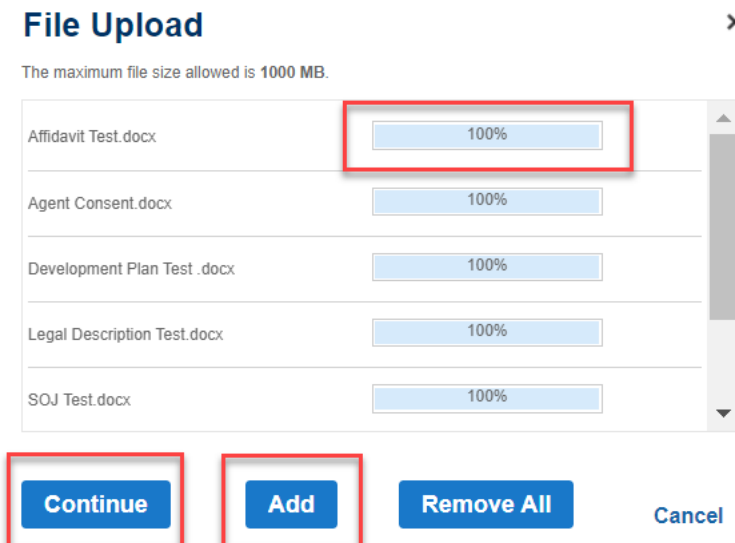 File Upload
The maximum file size allowed is 1000 MB.
Affidavit Test.docx 100%
Agent Consent.docx 100%
Development Plan Test .docx 100%
Legal Description Test.docx 100%
SOJ Test.docx 100%
Continue Add Remove All Cancel